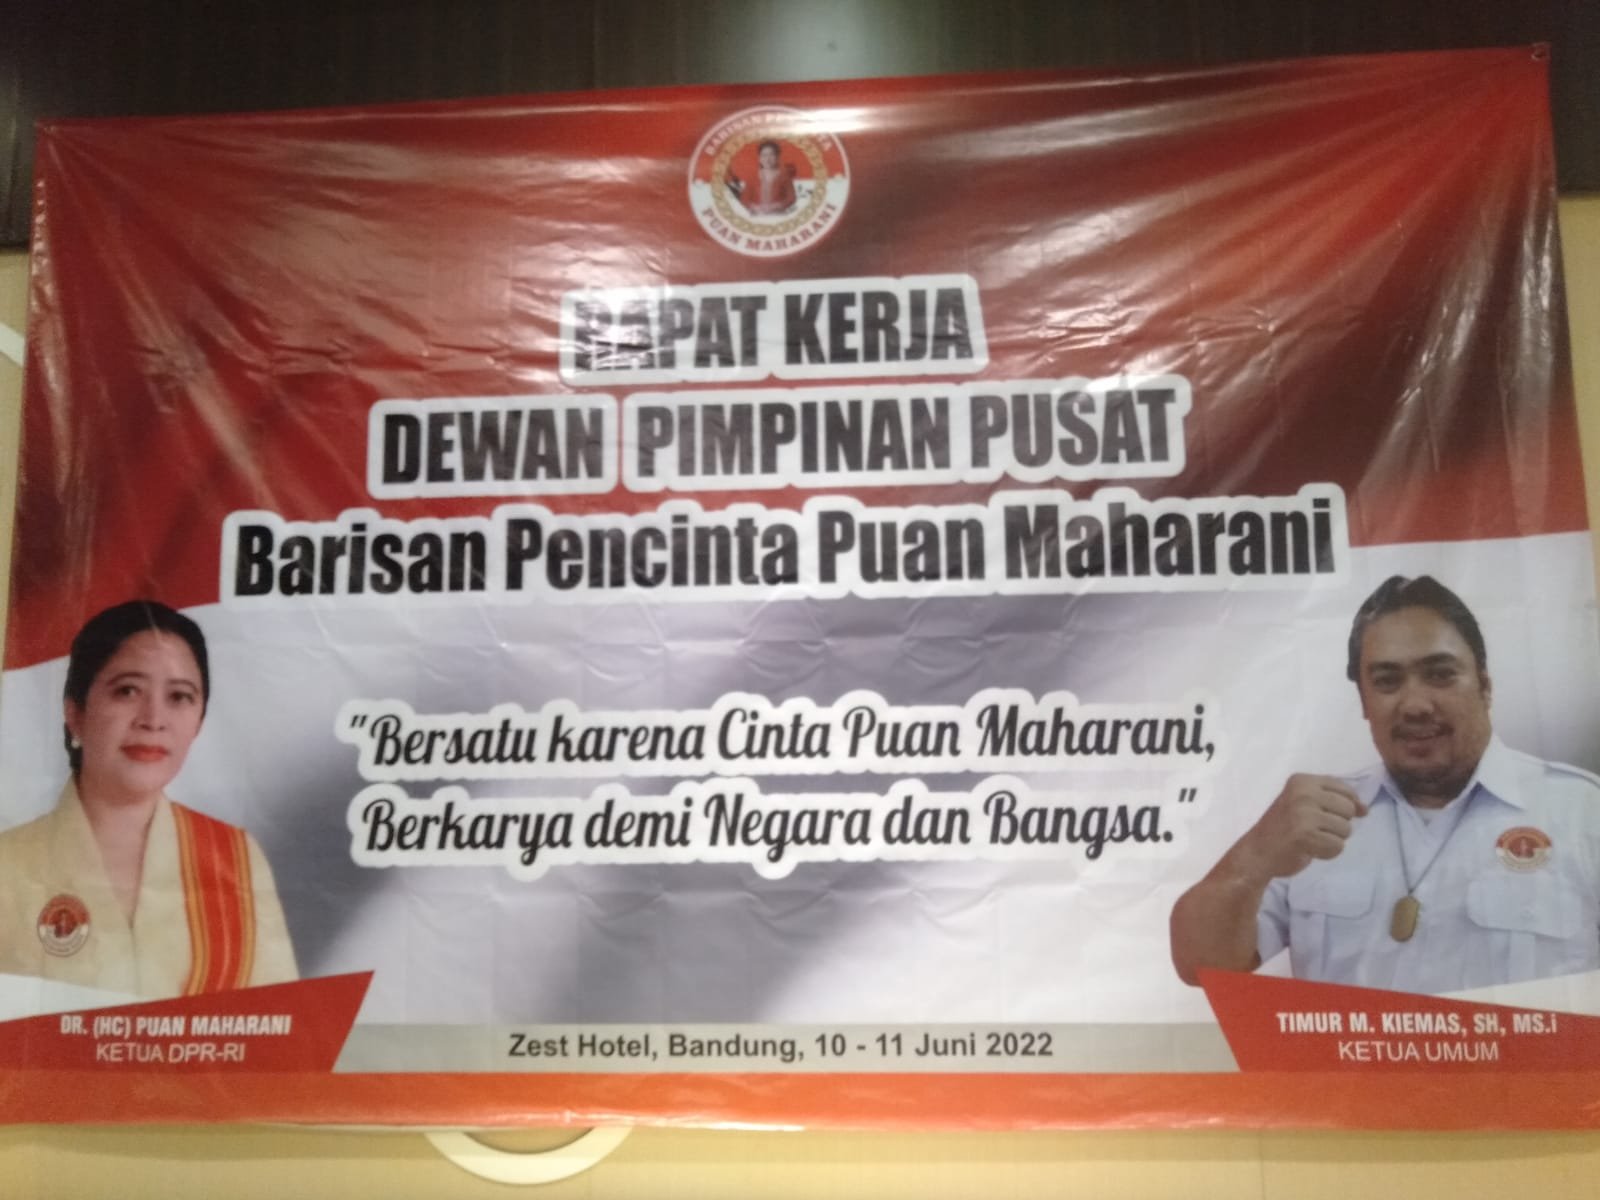 BARISAN PENCINTA
PUAN MAHARANI
RAPAT KERJA
DEWAN PIMPINAN PUSAT
Barisan Pencinta Puan Maharani
"Bersatu karena Cinta Puan Maharani,
Berkarya demi Negara dan Bangsa."
DR. (HC) PUAN MAHARANI
KETUA DPR-RI
TIMUR M. KIEMAS, SH, MS.i
KETUA UMUM
Zest Hotel, Bandung, 10 - 11 Juni 2022